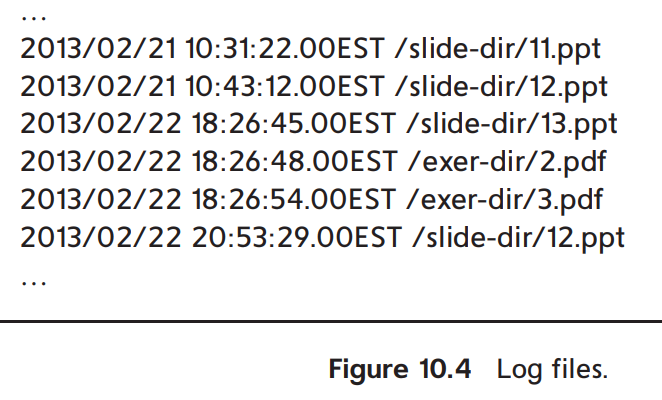 ...
2013/02/21 10:31:22.00EST /slide-dir/11.ppt
2013/02/21 10:43:12.00EST /slide-dir/12.ppt
2013/02/22 18:26:45.00EST /slide-dir/13.ppt
2013/02/22 18:26:48.00EST /exer-dir/2.pdf
2013/02/22 18:26:54.00EST /exer-dir/3.pdf
2013/02/22 20:53:29.00EST /slide-dir/12.ppt
...
Figure 10.4 Log files.